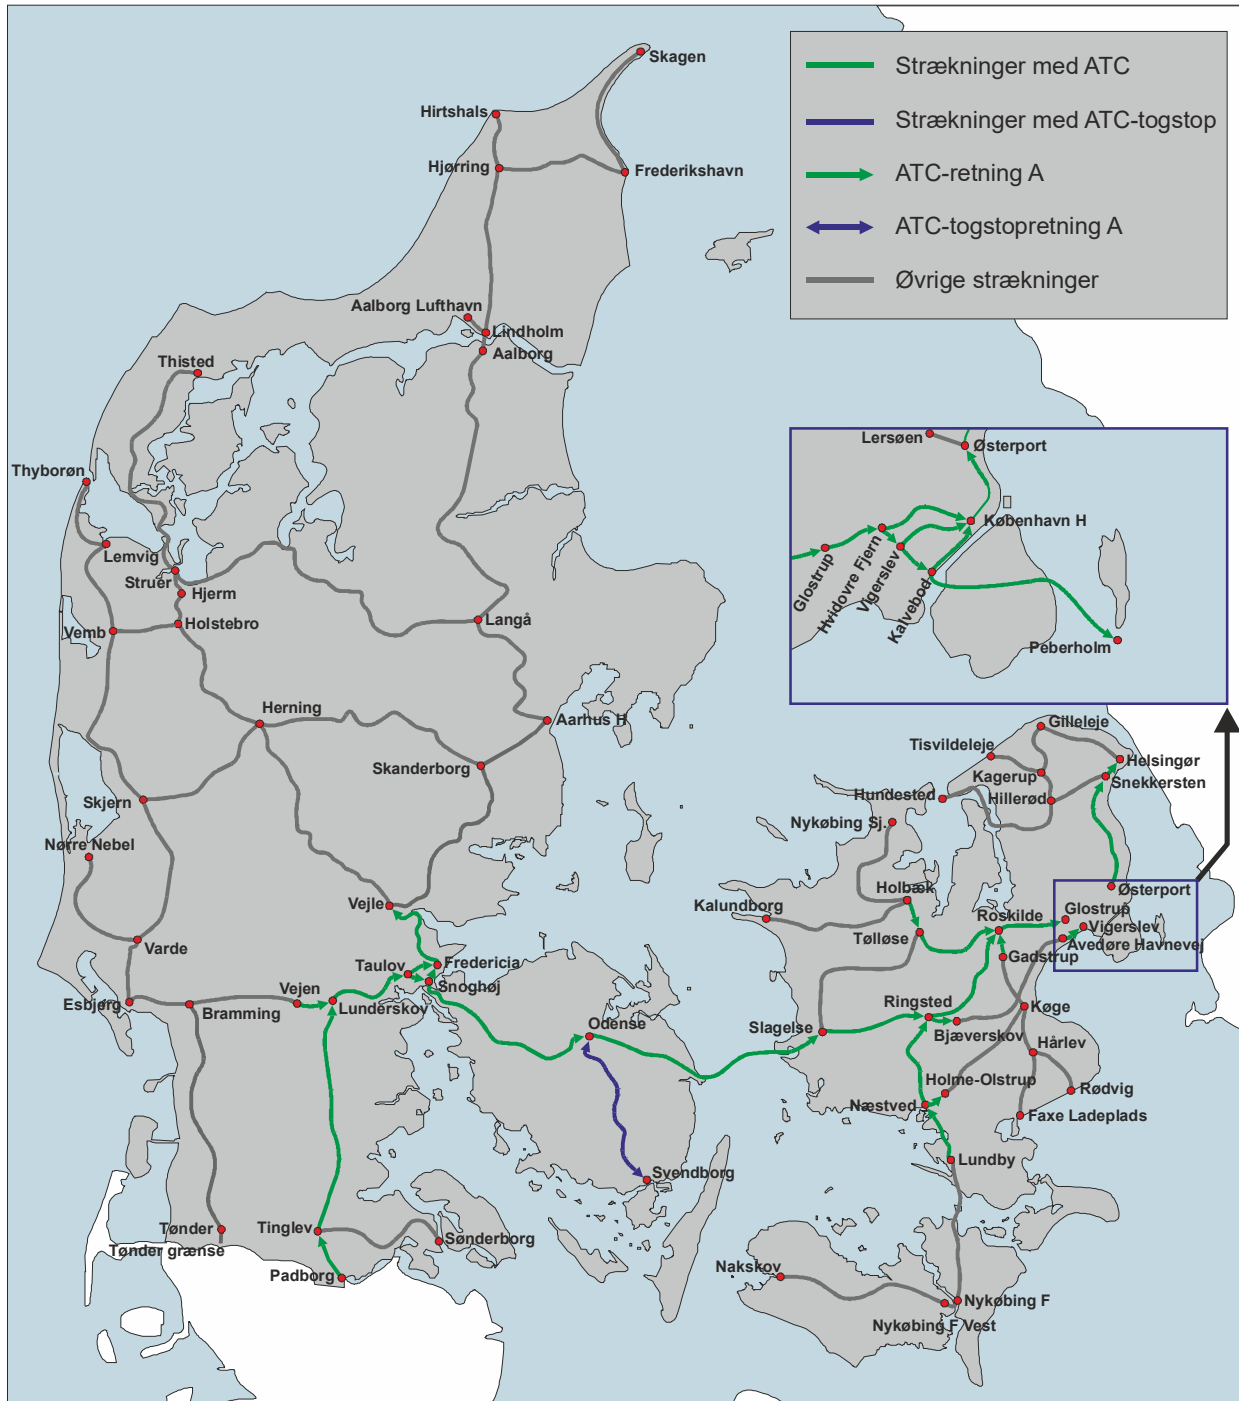 Skagen
Hirtshals
Hjørring
Frederikshavn
Aalborg Lufthavn
Lindholm
Aalborg
Thisted
Thyborøn
Lemvig
Struer
Hjerm
Holstebro
Vemb
Langå
Herning
Aarhus H
Skanderborg
Skjern
Nørre Nebel
Vejle
Varde
Taulov
Fredericia
Snoghøj
Esbjerg
Bramming
Vejen
Lunderskov
Odense
Svendborg
Tønder
Tønder grænse
Tinglev
Sønderborg
Padborg
Strækninger med ATC
Strækninger med ATC-togstop
ATC-retning A
ATC-togstopretning A
Øvrige strækninger
Lersøen
Østerport
København H
Glostrup
Hvidovre Fjern
Vigerslev
Kalvebod
Peberholm
Gilleleje
Tisvildeleje
Helsingør
Kagerup
Snekkersten
Hundested
Hillerød
Nykøbing Sj.
Holbæk
Østerport
Kalundborg
Roskilde
Glostrup
Vigerslev
Tølløse
Avedøre Havnevej
Gadstrup
Ringsted
Køge
Slagelse
Bjæverskov
Hårlev
Holme-Olstrup
Rødvig
Næstved
Faxe Ladeplads
Lundby
Nakskov
Nykøbing F
Nykøbing F Vest